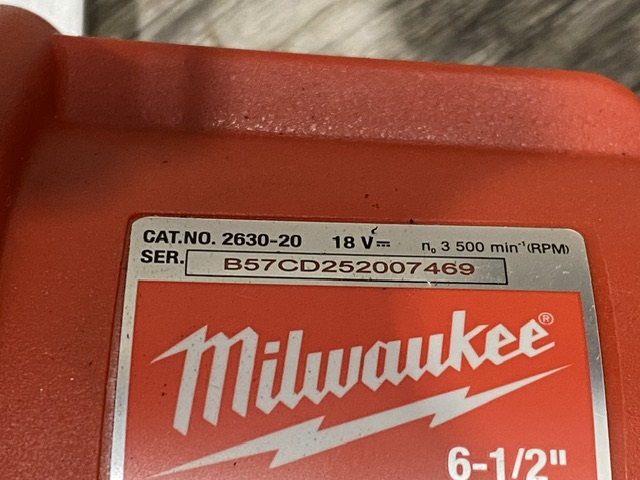 CAT.NO. 2630-20 18 V⎓ n₀ 3 500 min⁻¹(RPM)
SER. B57CD252007469
Milwaukee®
6-1/2"